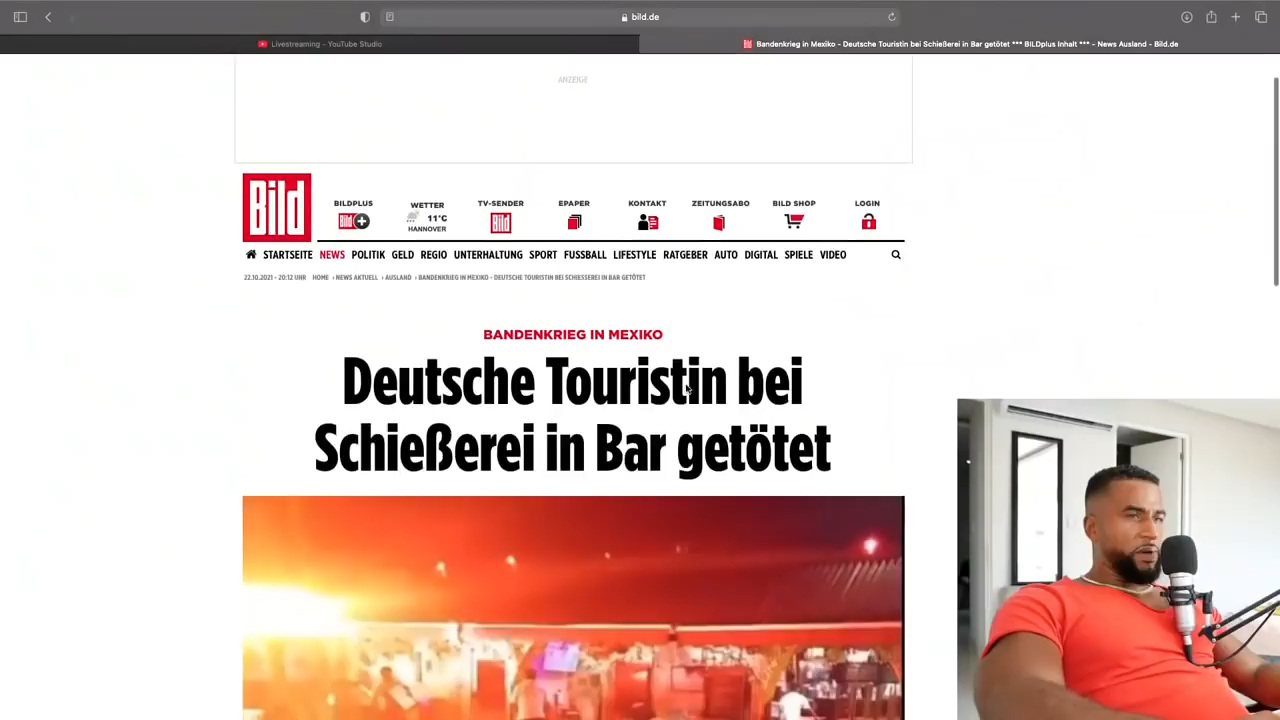 bild.de
Livestreaming – YouTube Studio
Bandenkrieg in Mexiko - Deutsche Touristin bei Schießerei in Bar getötet *** BILDplus Inhalt *** - News Ausland - Bild.de
ANZEIGE
Bild
BILDPLUS
WETTER
TV-SENDER
EPAPER
KONTAKT
ZEITUNGSABO
BILD SHOP
LOGIN
Bild
11°C
Bild
HANNOVER
STARTSEITE NEWS POLITIK GELD REGIO UNTERHALTUNG SPORT FUSSBALL LIFESTYLE RATGEBER AUTO DIGITAL SPIELE VIDEO
22.10.2021 - 20:12 UHR HOME › NEWS AKTUELL › AUSLAND › BANDENKRIEG IN MEXIKO - DEUTSCHE TOURISTIN BEI SCHIESSEREI IN BAR GETÖTET
BANDENKRIEG IN MEXIKO
Deutsche Touristin bei
Schießerei in Bar getötet